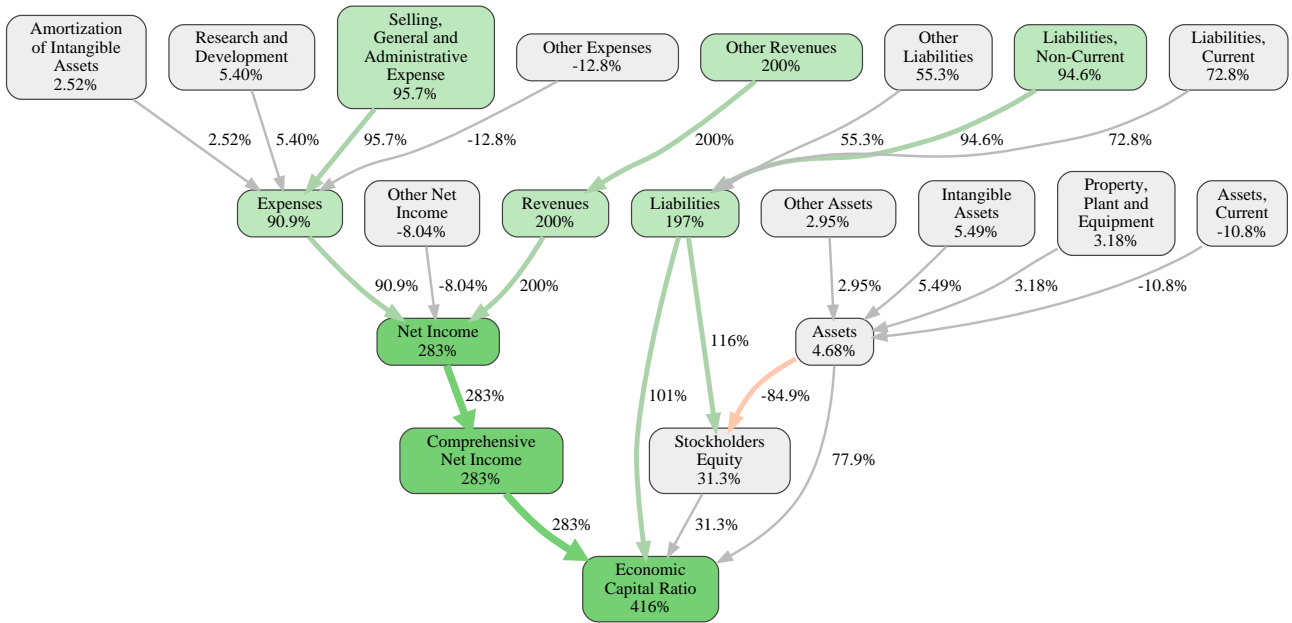 Amortization
of Intangible
Assets
2.52%
Research and
Development
5.40%
Selling,
General and
Administrative
Expense
95.7%
Other Expenses
-12.8%
Other Revenues
200%
Other
Liabilities
55.3%
Liabilities,
Non-Current
94.6%
Liabilities,
Current
72.8%
2.52%
5.40%
95.7%
-12.8%
200%
55.3%
94.6%
72.8%
Expenses
90.9%
Other Net
Income
-8.04%
Revenues
200%
Liabilities
197%
Other Assets
2.95%
Intangible
Assets
5.49%
Property,
Plant and
Equipment
3.18%
Assets,
Current
-10.8%
90.9%
-8.04%
200%
2.95%
5.49%
3.18%
-10.8%
Net Income
283%
116%
Assets
4.68%
283%
101%
-84.9%
Comprehensive
Net Income
283%
Stockholders
Equity
31.3%
77.9%
283%
31.3%
Economic
Capital Ratio
416%